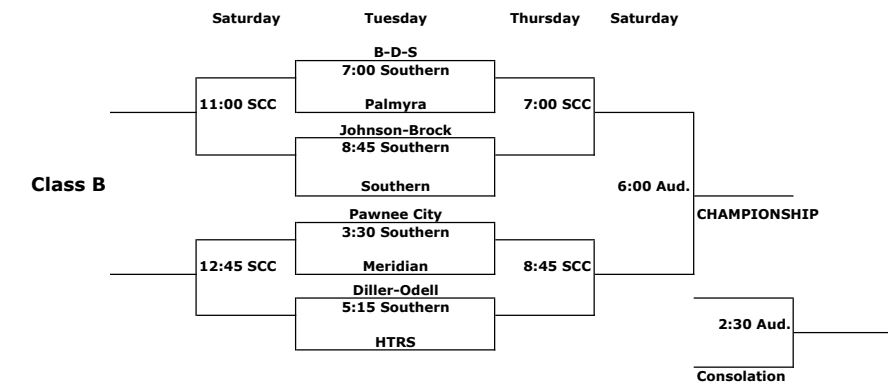 Saturday Tuesday Thursday Saturday
B-D-S
7:00 Southern
11:00 SCC Palmyra 7:00 SCC
Johnson-Brock
8:45 Southern
Class B Southern 6:00 Aud.
Pawnee City
CHAMPIONSHIP
3:30 Southern
12:45 SCC Meridian 8:45 SCC
Diller-Odell
5:15 Southern
2:30 Aud.
HTRS
Consolation